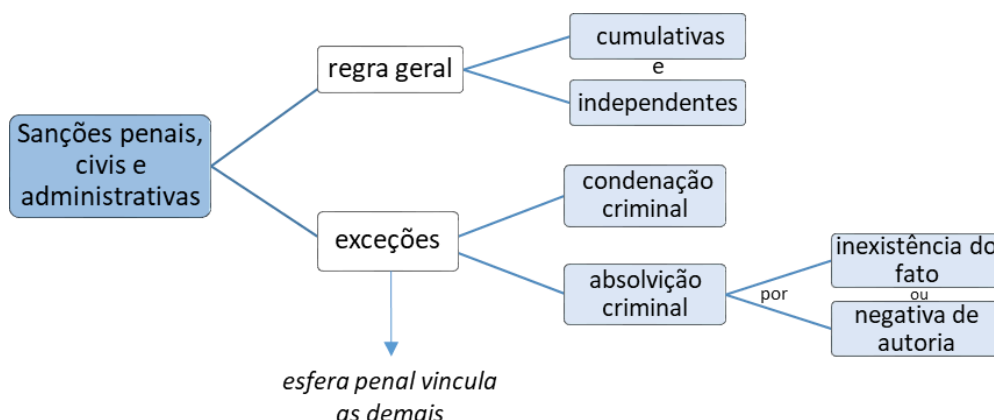 Sanções penais,
civis e
administrativas
regra geral
cumulativas
e
independentes
exceções
condenação
criminal
absolvição
criminal
por
inexistência do
fato
ou
negativa de
autoria
esfera penal vincula
as demais